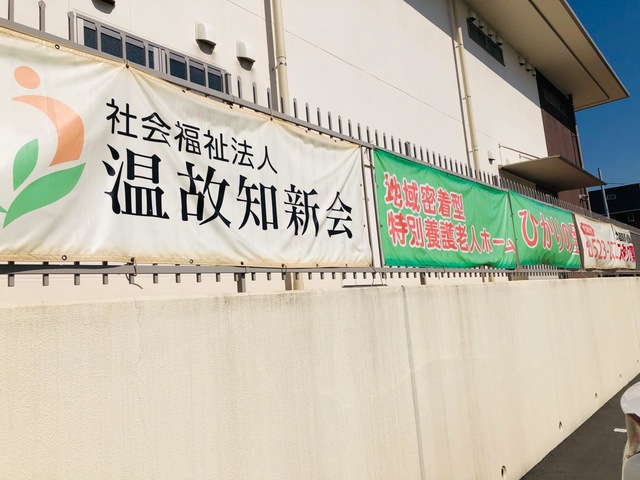 社会福祉法人
温故知新会
地域密着型
特別養護老人ホーム
ひかりの里